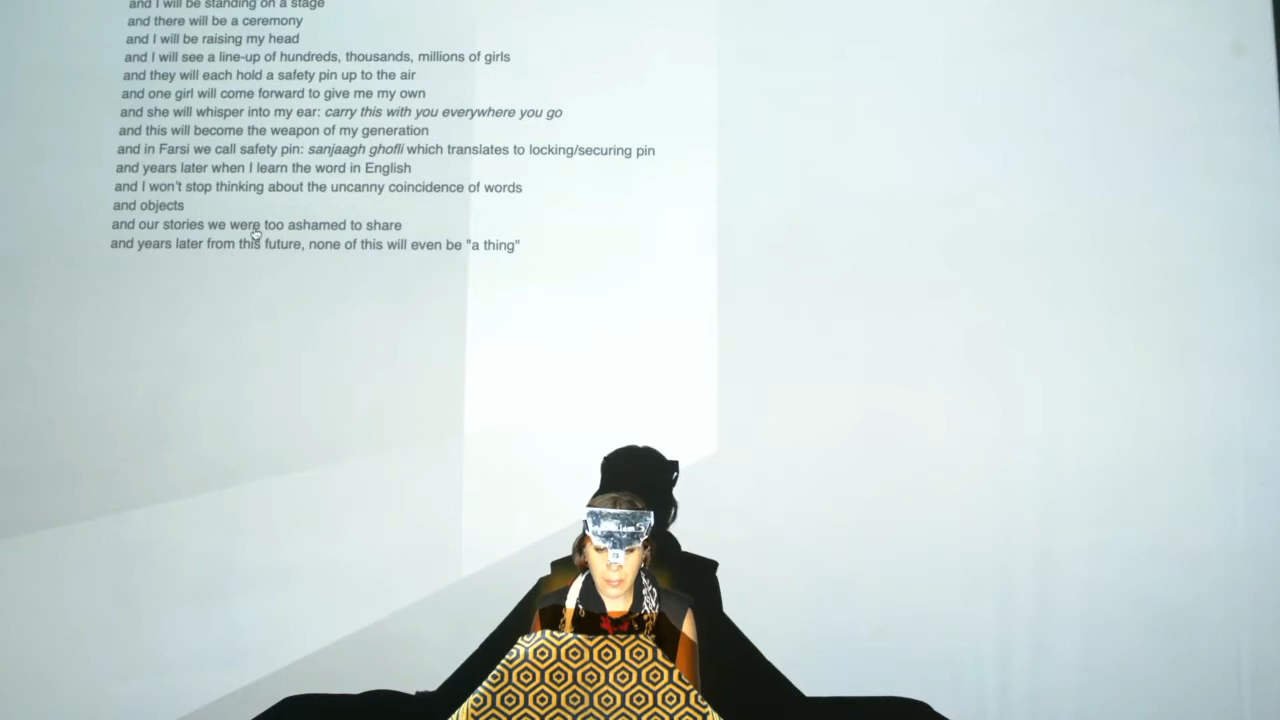 and I will be standing on a stage
and there will be a ceremony
and I will be raising my head
and I will see a line-up of hundreds, thousands, millions of girls
and they will each hold a safety pin up to the air
and one girl will come forward to give me my own
and she will whisper into my ear: carry this with you everywhere you go
and this will become the weapon of my generation
and in Farsi we call safety pin: sanjaagh ghofli which translates to locking/securing pin
and years later when I learn the word in English
and I won't stop thinking about the uncanny coincidence of words
and objects
and our stories we were too ashamed to share
and years later from this future, none of this will even be "a thing"